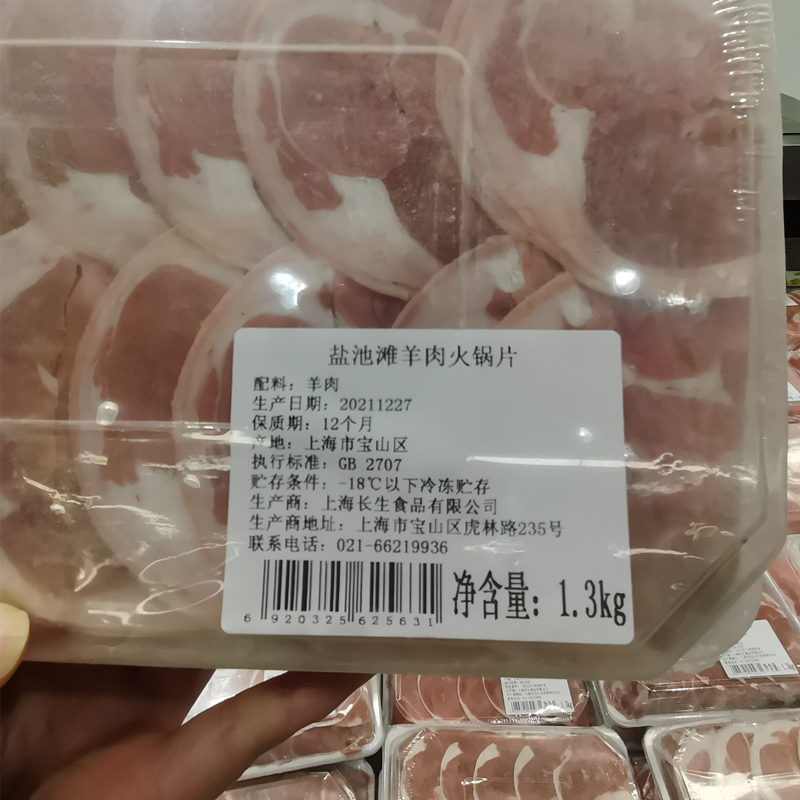 盐池滩羊肉火锅片
配料：羊肉
生产日期：20211227
保质期：12个月
产地：上海市宝山区
执行标准：GB 2707
贮存条件：-18℃以下冷冻贮存
生产商：上海长生食品有限公司
生产商地址：上海市宝山区虎林路235号
联系电话：021-66219936
净含量：1.3kg
6 920325 625631